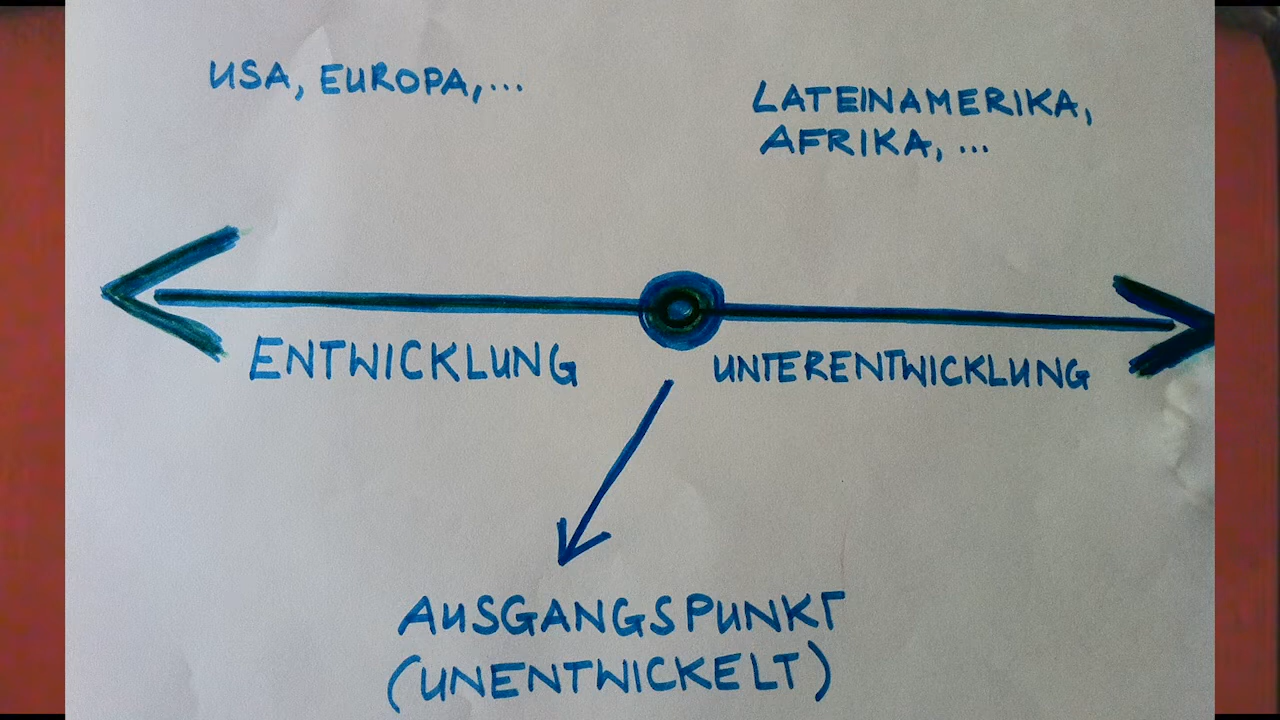 USA, EUROPA,...
LATEINAMERIKA,
AFRIKA, ...
ENTWICKLUNG
UNTERENTWICKLUNG
AUSGANGSPUNKT
(UNENTWICKELT)